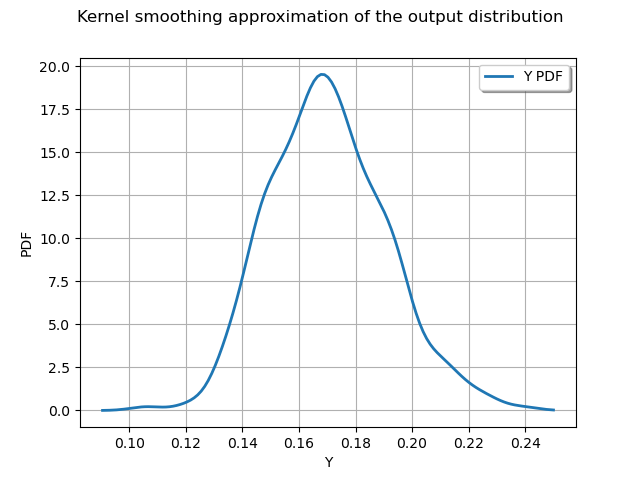 Kernel smoothing approximation of the output distribution
Y PDF
20.0
17.5
15.0
12.5
10.0
7.5
5.0
2.5
0.0
PDF
0.10 0.12 0.14 0.16 0.18 0.20 0.22 0.24
Y